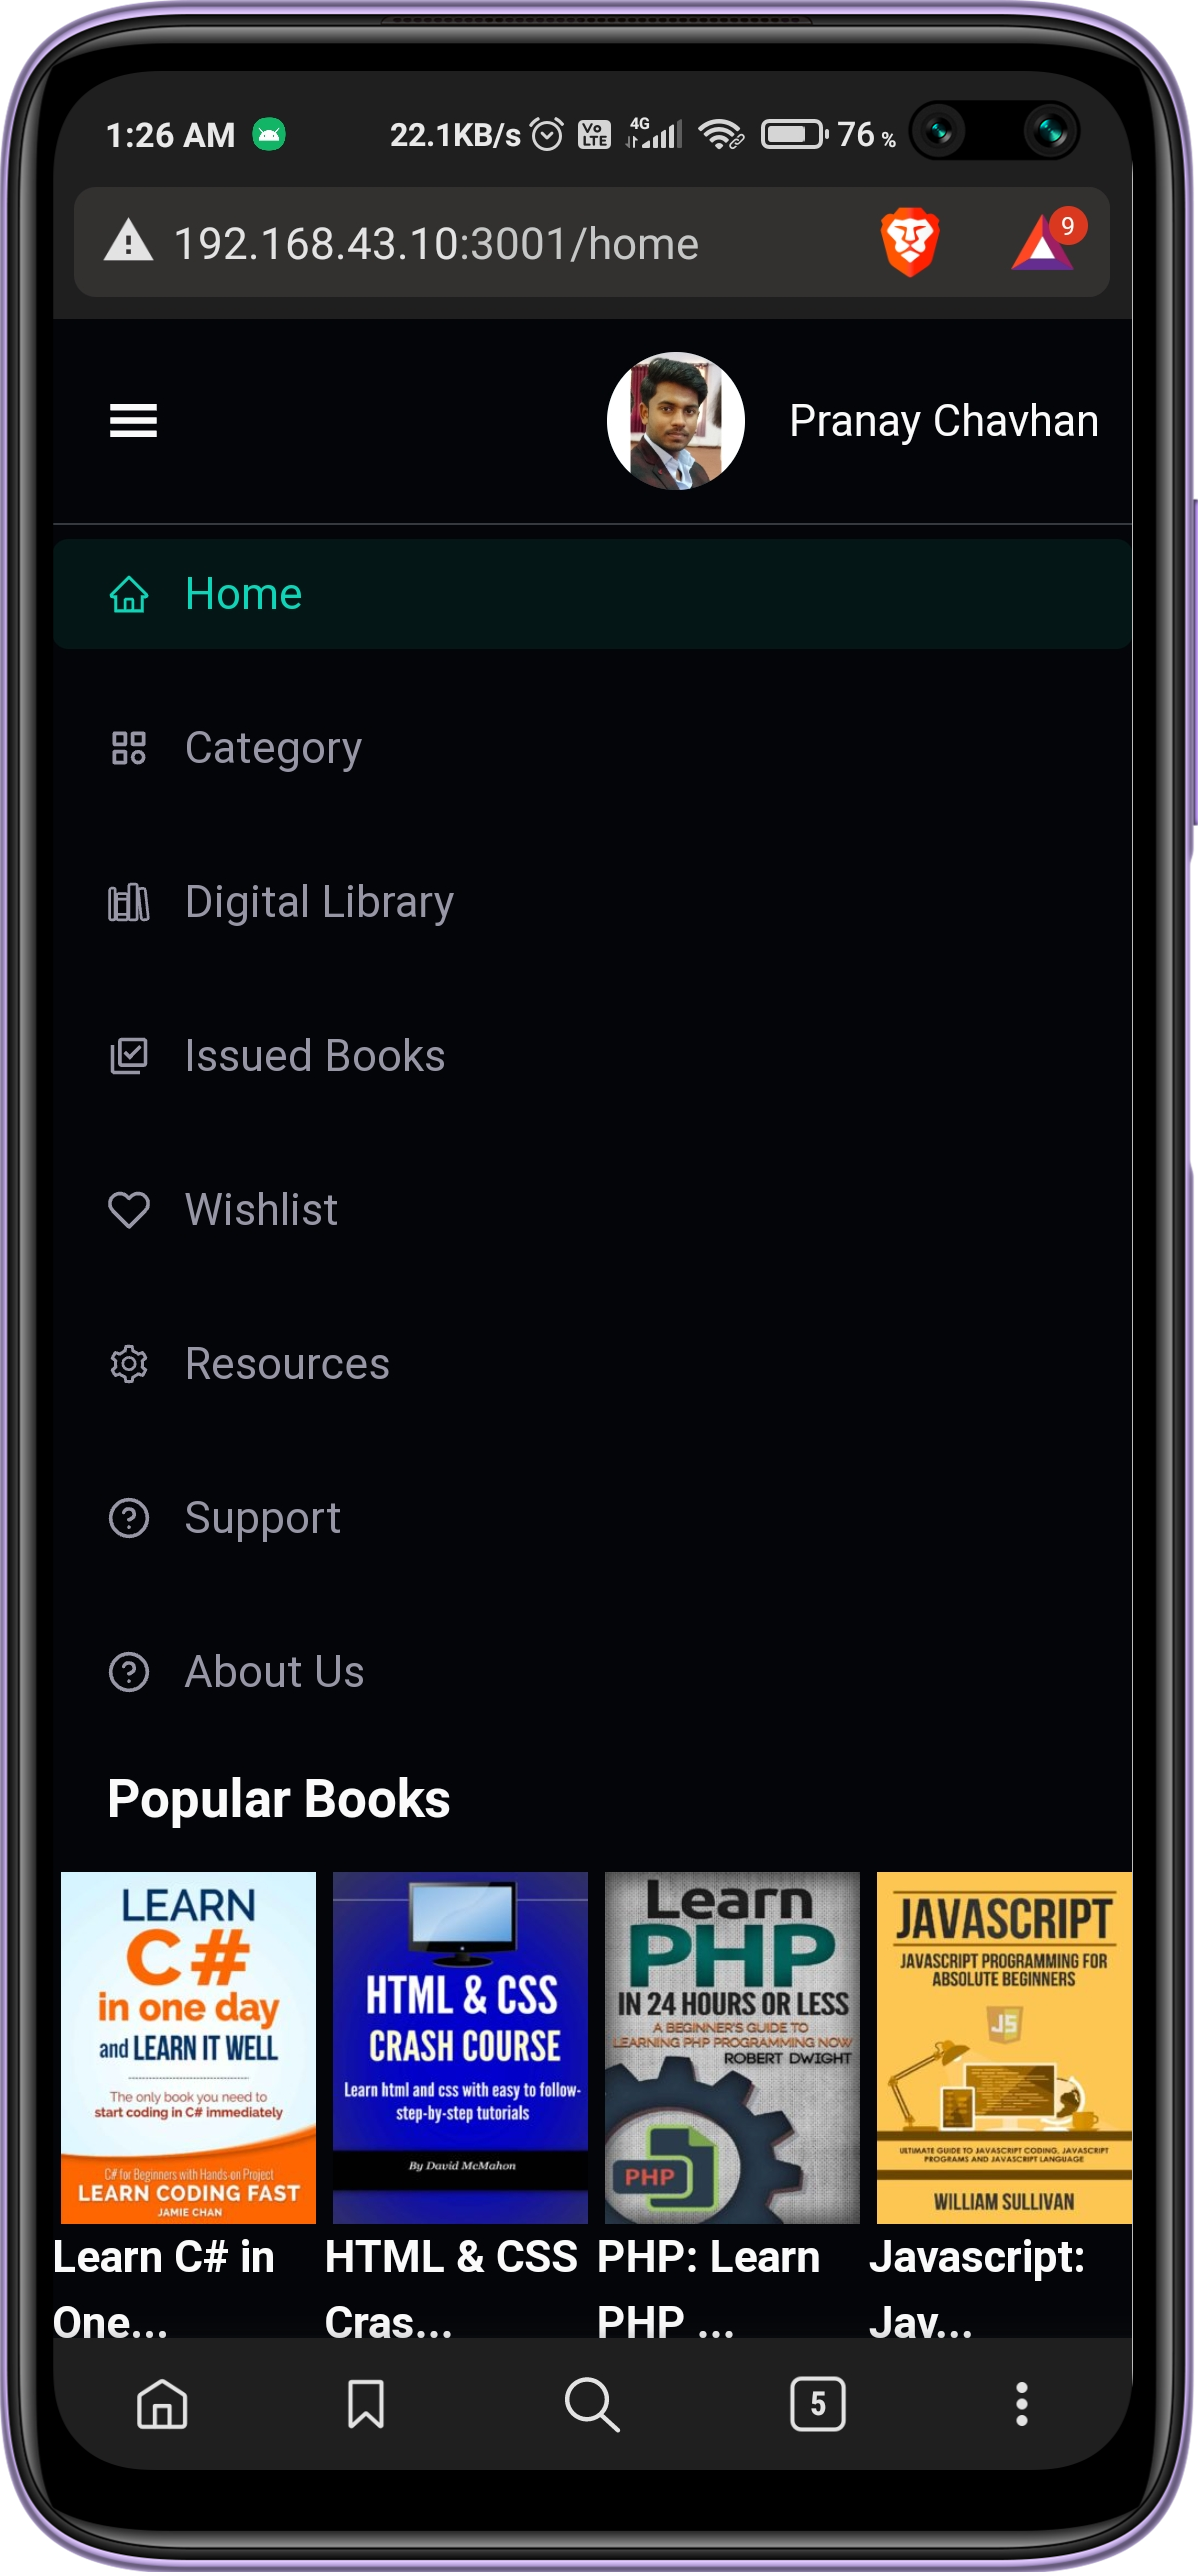 1:26 AM 22.1KB/s Vo LTE 4G 76 %
192.168.43.10:3001/home 9
Pranay Chavhan
Home
Category
Digital Library
Issued Books
Wishlist
Resources
Support
About Us
Popular Books
LEARN
C#
in one day
and LEARN IT WELL
The only book you need to
start coding in C# immediately
C# for Beginners with Hands-on Project
LEARN CODING FAST
JAMIE CHAN
HTML & CSS
CRASH COURSE
Learn html and css with easy to follow-
step-by-step tutorials
By David McMahon
Learn
PHP
IN 24 HOURS OR LESS
A BEGINNER'S GUIDE TO
LEARNING PHP PROGRAMMING NOW
ROBERT DWIGHT
PHP
JAVASCRIPT
JAVASCRIPT PROGRAMMING FOR
ABSOLUTE BEGINNERS
JS
ULTIMATE GUIDE TO JAVASCRIPT CODING, JAVASCRIPT
PROGRAMS AND JAVASCRIPT LANGUAGE
WILLIAM SULLIVAN
Learn C# in
One...
HTML & CSS
Cras...
PHP: Learn
PHP ...
Javascript:
Jav...
5